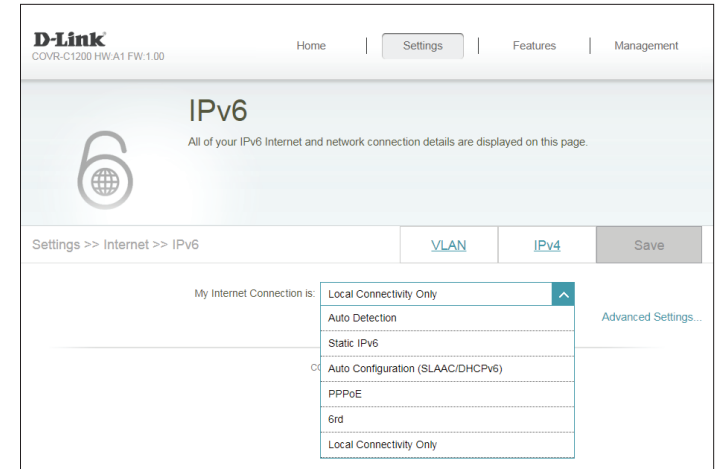 D-Link
COVR-C1200 HW:A1 FW:1.00
Home | Settings | Features | Management
IPv6
All of your IPv6 Internet and network connection details are displayed on this page.
Settings >> Internet >> IPv6
VLAN
IPv4
Save
My Internet Connection is:
Local Connectivity Only
Advanced Settings...
Auto Detection
Static IPv6
Auto Configuration (SLAAC/DHCPv6)
PPPoE
6rd
Local Connectivity Only